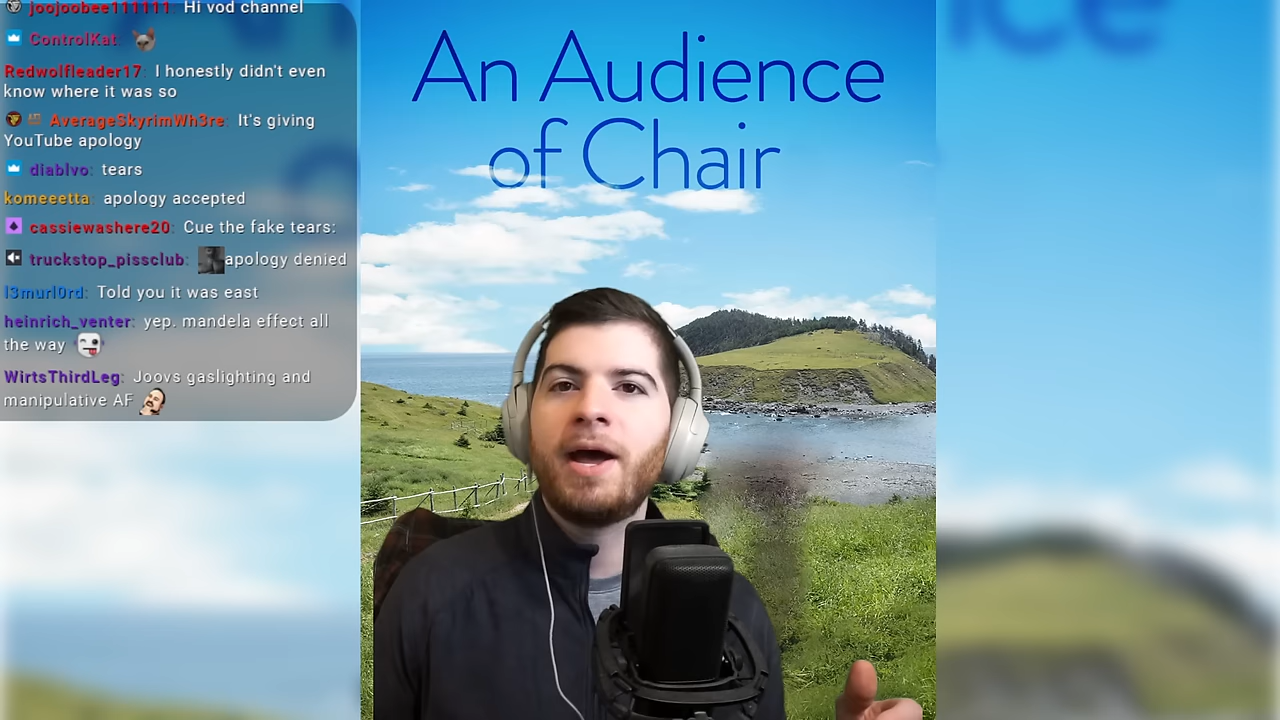 joojoobee111111: Hi vod channel
ControlKat:
Redwolfleader17: I honestly didn't even
know where it was so
AverageSkyrimWh3re: It's giving
YouTube apology
diablvo: tears
komeeetta: apology accepted
cassiewashere20: Cue the fake tears:
truckstop_pissclub: apology denied
l3murl0rd: Told you it was east
heinrich_venter: yep. mandela effect all
the way
WirtsThirdLeg: Joovs gaslighting and
manipulative AF
An Audience
of Chair